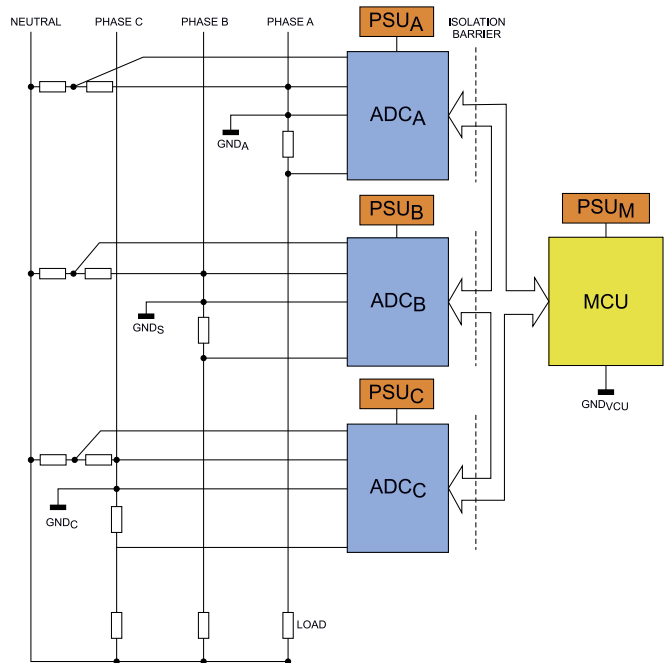 NEUTRAL
PHASE C
PHASE B
PHASE A
PSUA
ISOLATION
BARRIER
ADCA
GNDA
PSUB
PSUM
ADCB
MCU
GNDS
PSUC
GNDVCU
ADCC
GNDC
LOAD